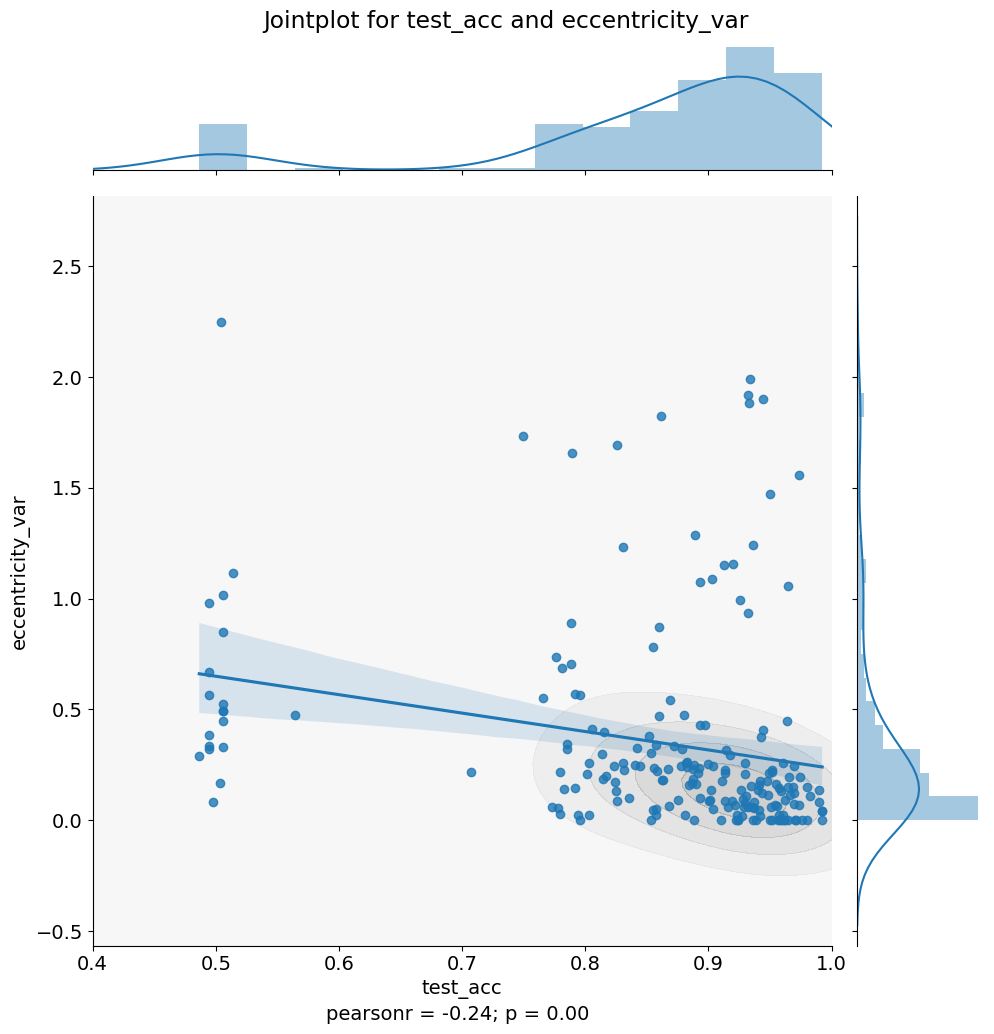 Jointplot for test_acc and eccentricity_var
2.5
2.0
1.5
1.0
0.5
0.0
−0.5
eccentricity_var
0.4 0.5 0.6 0.7 0.8 0.9 1.0
test_acc
pearsonr = -0.24; p = 0.00